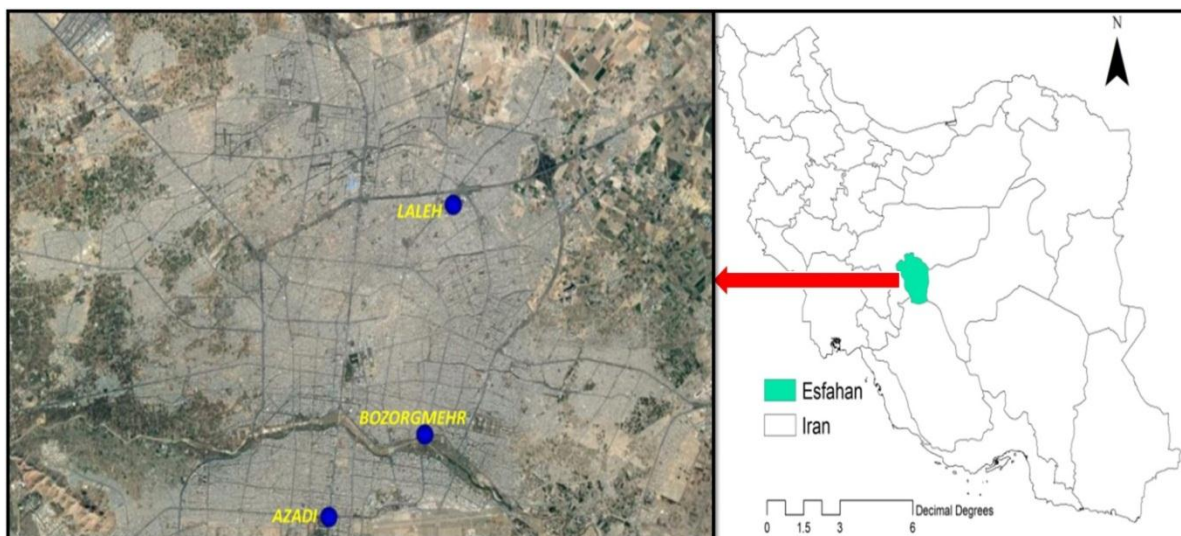 LALEH
BOZORGMEHR
AZADI
N
Esfahan
Iran
Decimal Degrees
0 1.5 3 6